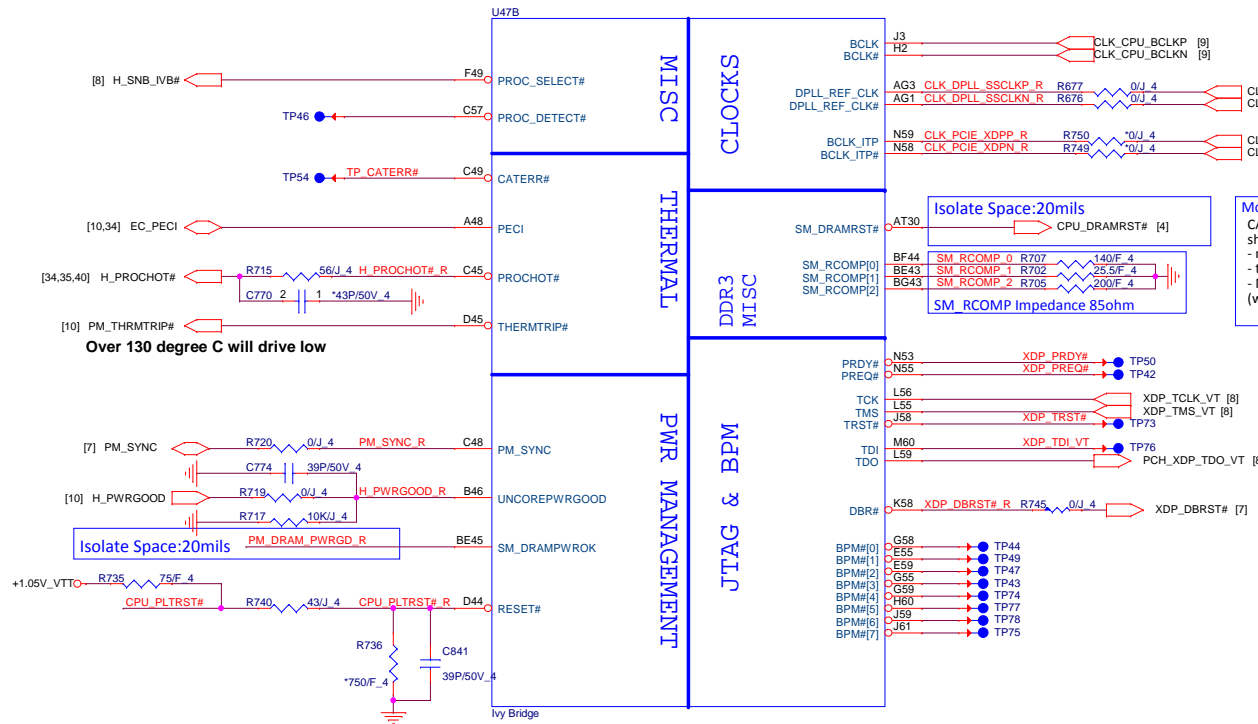 U47B
MISC
[8] H_SNB_IVB#
F49
PROC_SELECT#
TP46
C57
PROC_DETECT#
THERMAL
TP54
TP_CATERR#
C49
CATERR#
[10,34] EC_PECI
A48
PECI
[34,35,40] H_PROCHOT#
R715
56/J_4
H_PROCHOT#_R
C45
PROCHOT#
C770
2
1
*43P/50V_4
[10] PM_THRMTRIP#
D45
THERMTRIP#
Over 130 degree C will drive low
PWR MANAGEMENT
[7] PM_SYNC
R720
0/J_4
PM_SYNC_R
C48
PM_SYNC
C774
39P/50V_4
[10] H_PWRGOOD
R719
0/J_4
H_PWRGOOD_R
B46
UNCOREPWRGOOD
R717
10K/J_4
Isolate Space:20mils
PM_DRAM_PWRGD_R
BE45
SM_DRAMPWROK
+1.05V_VTT
R735
75/F_4
CPU_PLTRST#
R740
43/J_4
CPU_PLTRST#_R
D44
RESET#
R736
*750/F_4
C841
39P/50V_4
Ivy Bridge
CLOCKS
BCLK
J3
CLK_CPU_BCLKP [9]
BCLK#
H2
CLK_CPU_BCLKN [9]
DPLL_REF_CLK
AG3
CLK_DPLL_SSCLKP_R
R677
0/J_4
CL
DPLL_REF_CLK#
AG1
CLK_DPLL_SSCLKN_R
R676
0/J_4
CL
BCLK_ITP
N59
CLK_PCIE_XDPP_R
R750
*0/J_4
CL
BCLK_ITP#
N58
CLK_PCIE_XDPN_R
R749
*0/J_4
CL
DDR3
MISC
Isolate Space:20mils
SM_DRAMRST#
AT30
CPU_DRAMRST# [4]
SM_RCOMP[0]
BF44
SM_RCOMP_0
R707
140/F_4
SM_RCOMP[1]
BE43
SM_RCOMP_1
R702
25.5/F_4
SM_RCOMP[2]
BG43
SM_RCOMP_2
R705
200/F_4
SM_RCOMP Impedance 85ohm
JTAG & BPM
PRDY#
N53
XDP_PRDY#
TP50
PREQ#
N55
XDP_PREQ#
TP42
TCK
L56
XDP_TCLK_VT [8]
TMS
L55
XDP_TMS_VT [8]
TRST#
J58
XDP_TRST#
TP73
TDI
M60
XDP_TDI_VT
TP76
TDO
L59
PCH_XDP_TDO_VT [8
DBR#
K58
XDP_DBRST#_R
R745
0/J_4
XDP_DBRST# [7]
BPM#[0]
G58
TP44
BPM#[1]
E55
TP49
BPM#[2]
E59
TP47
BPM#[3]
G55
TP43
BPM#[4]
G59
TP74
BPM#[5]
H60
TP77
BPM#[6]
J59
TP78
BPM#[7]
J61
TP75